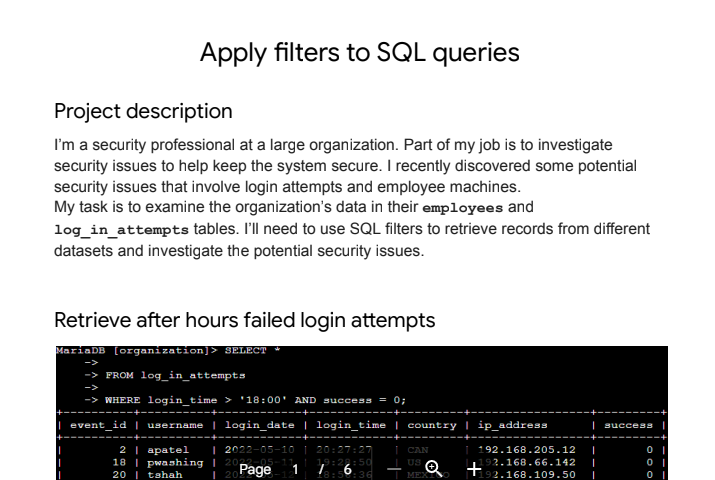 Apply filters to SQL queries
Project description
I'm a security professional at a large organization. Part of my job is to investigate
security issues to help keep the system secure. I recently discovered some potential
security issues that involve login attempts and employee machines.
My task is to examine the organization's data in their employees and
log_in_attempts tables. I'll need to use SQL filters to retrieve records from different
datasets and investigate the potential security issues.
Retrieve after hours failed login attempts
MariaDB [organization]> SELECT *
->
-> FROM log_in_attempts
->
-> WHERE login_time > '18:00' AND success = 0;
| event_id | username | login_date | login_time | country | ip_address | success |
| 2 | apatel | 2022-05-10 | 20:27:27 | CAN | 192.168.205.12 | 0 |
| 18 | pwashing | 2022-05-11 | 19:28:50 | US | 192.168.66.142 | 0 |
| 20 | tshah | 2022-05-12 | 18:56:36 | MEXICO | 192.168.109.50 | 0 |
Page 1 / 6